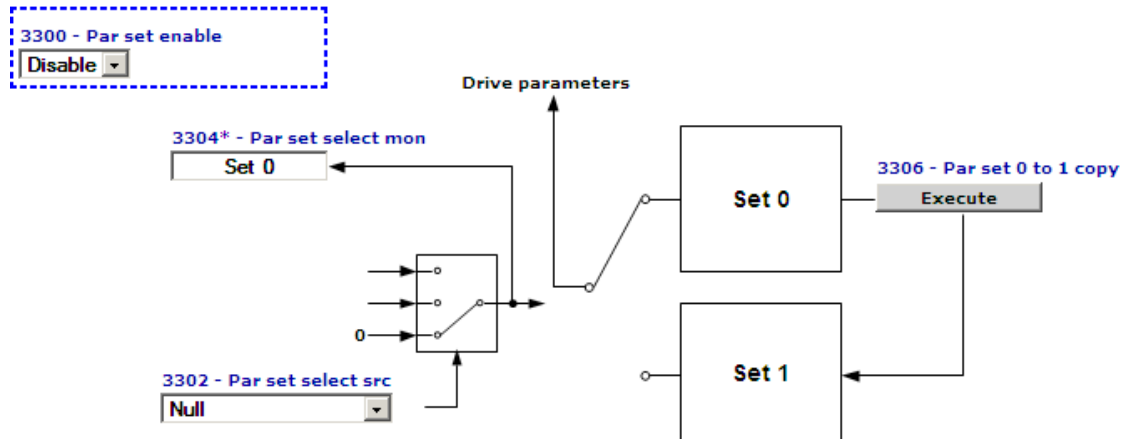 3300 - Par set enable
Disable
Drive parameters
3304* - Par set select mon
Set 0
Set 0
3306 - Par set 0 to 1 copy
Execute
0
3302 - Par set select src
Null
Set 1